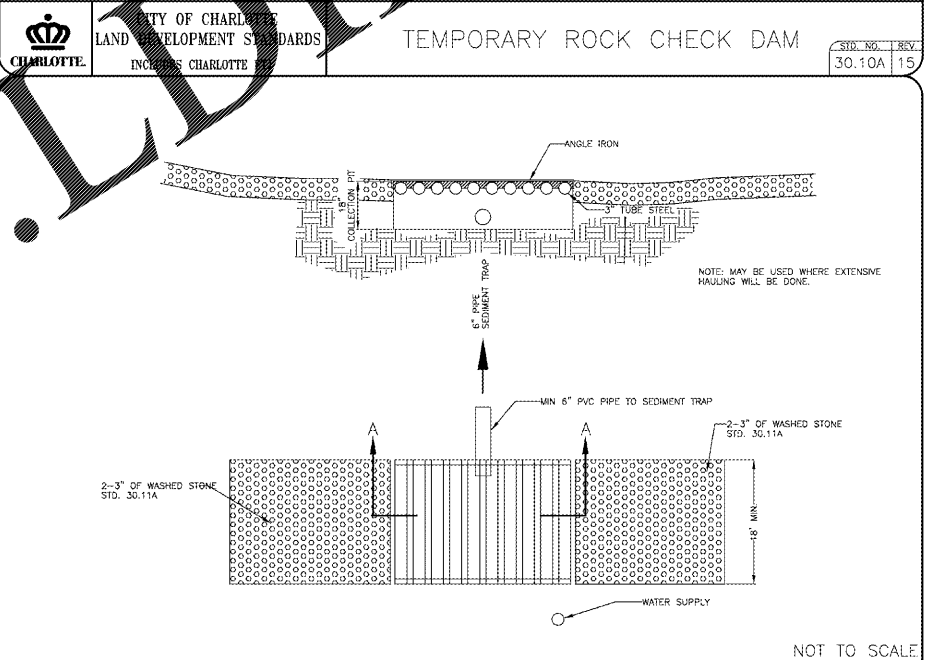 CHARLOTTE.
CITY OF CHARLOTTE
LAND DEVELOPMENT STANDARDS
INCLUDES CHARLOTTE ETJ
TEMPORARY ROCK CHECK DAM
STD. NO. REV.
30.10A 15
ANGLE IRON
18"
COLLECTION PIT
3" TUBE STEEL
NOTE: MAY BE USED WHERE EXTENSIVE
HAULING WILL BE DONE.
6" PIPE
SEDIMENT TRAP
MIN 6" PVC PIPE TO SEDIMENT TRAP
A
A
2-3" OF WASHED STONE
STD. 30.11A
2-3" OF WASHED STONE
STD. 30.11A
18' MIN.
WATER SUPPLY
NOT TO SCALE